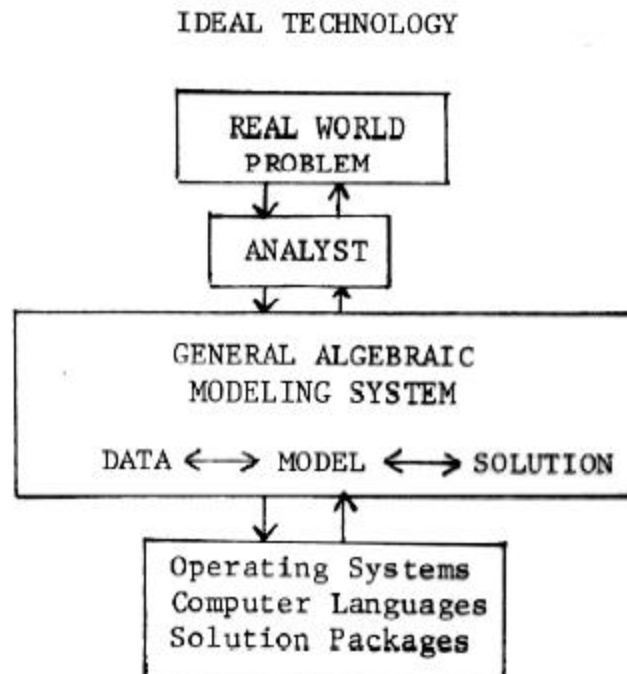 IDEAL TECHNOLOGY
REAL WORLD
PROBLEM
ANALYST
GENERAL ALGEBRAIC
MODELING SYSTEM
DATA ↔ MODEL ↔ SOLUTION
Operating Systems
Computer Languages
Solution Packages